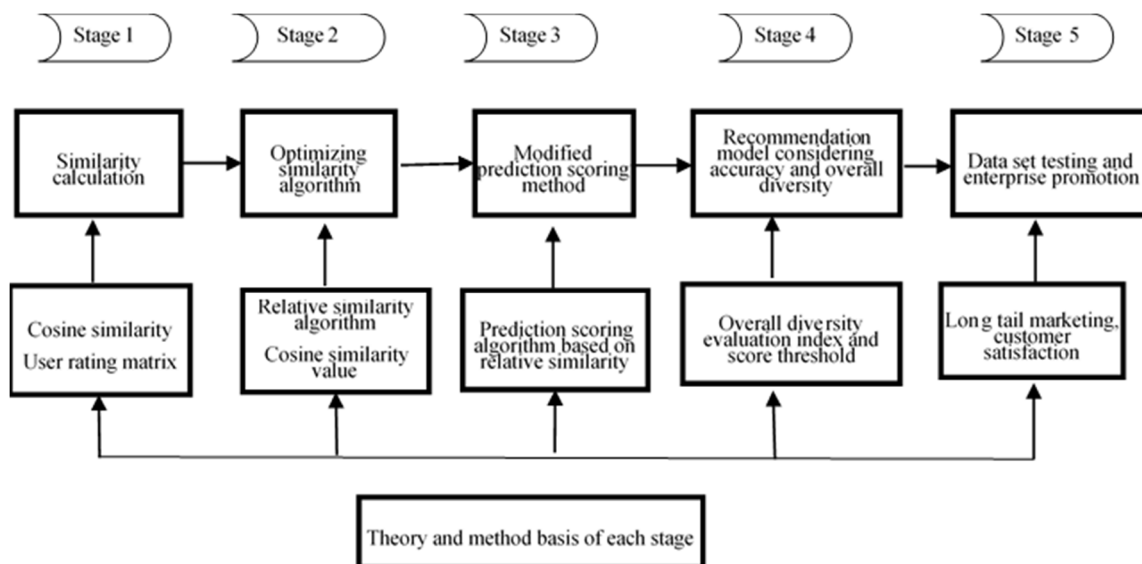 Stage 1
Stage 2
Stage 3
Stage 4
Stage 5
Similarity
calculation
Optimizing
similarity
algorithm
Modified
prediction scoring
method
Recommendation
model considering
accuracy and overall
diversity
Data set testing and
enterprise promotion
Cosine similarity
User rating matrix
Relative similarity
algorithm
Cosine similarity
value
Prediction scoring
algorithm based on
relative similarity
Overall diversity
evaluation index and
score threshold
Long tail marketing,
customer
satisfaction
Theory and method basis of each stage